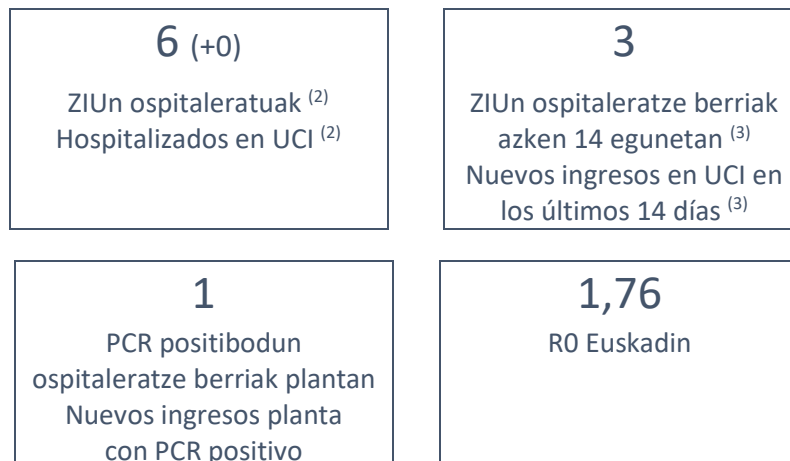 6 (+0)
ZIUn ospitaleratuak (2)
Hospitalizados en UCI (2)
3
ZIUn ospitaleratze berriak
azken 14 egunetan (3)
Nuevos ingresos en UCI en
los últimos 14 días (3)
1
PCR positibodun
ospitaleratze berriak plantan
Nuevos ingresos planta
con PCR positivo
1,76
R0 Euskadin